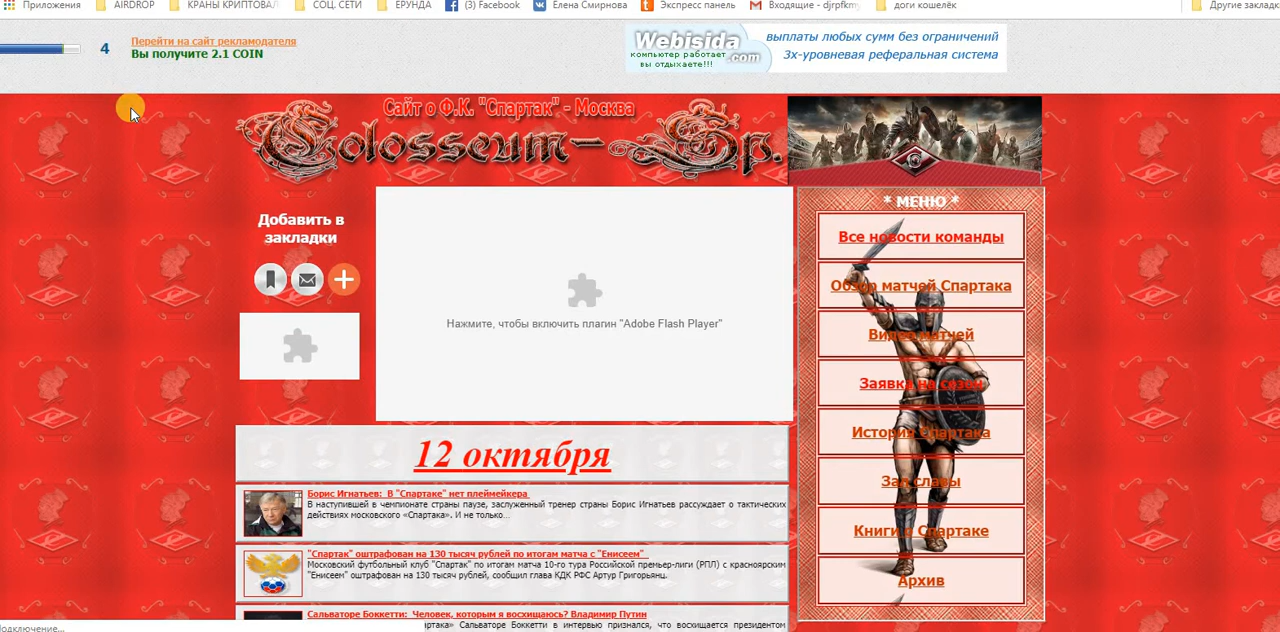 Приложения
AIRDROP
КРАНЫ КРИПТОВАЛ
СОЦ. СЕТИ
ЕРУНДА
(3) Facebook
Елена Смирнова
Экспресс панель
Входящие - djrpfkm
доги кошелёк
Другие закладк
4
Перейти на сайт рекламодателя
Вы получите 2.1 COIN
Webisida
.com
компьютер работает
вы отдыхаете!!!
выплаты любых сумм без ограничений
3х-уровневая реферальная система
Сайт о Ф.К. "Спартак" - Москва
Colosseum-Sp.
Добавить в
закладки
Нажмите, чтобы включить плагин "Adobe Flash Player"
* МЕНЮ *
Все новости команды
Обзор матчей Спартака
Видео матчей
Заявка на сезон
История Спартака
Зал славы
Книги о Спартаке
Архив
12 октября
Борис Игнатьев: В "Спартаке" нет плеймейкера
В наступившей в чемпионате страны паузе, заслуженный тренер страны Борис Игнатьев рассуждает о тактических
действиях московского «Спартака». И не только...
"Спартак" оштрафован на 130 тысяч рублей по итогам матча с "Енисеем"
Московский футбольный клуб "Спартак" по итогам матча 10-го тура Российской премьер-лиги (РПЛ) с красноярским
"Енисеем" оштрафован на 130 тысяч рублей, сообщил глава КДК РФС Артур Григорьянц.
Сальваторе Боккетти: Человек, которым я восхищаюсь? Владимир Путин
ртака» Сальваторе Боккетти в интервью признался, что восхищается президентом
Подключение...